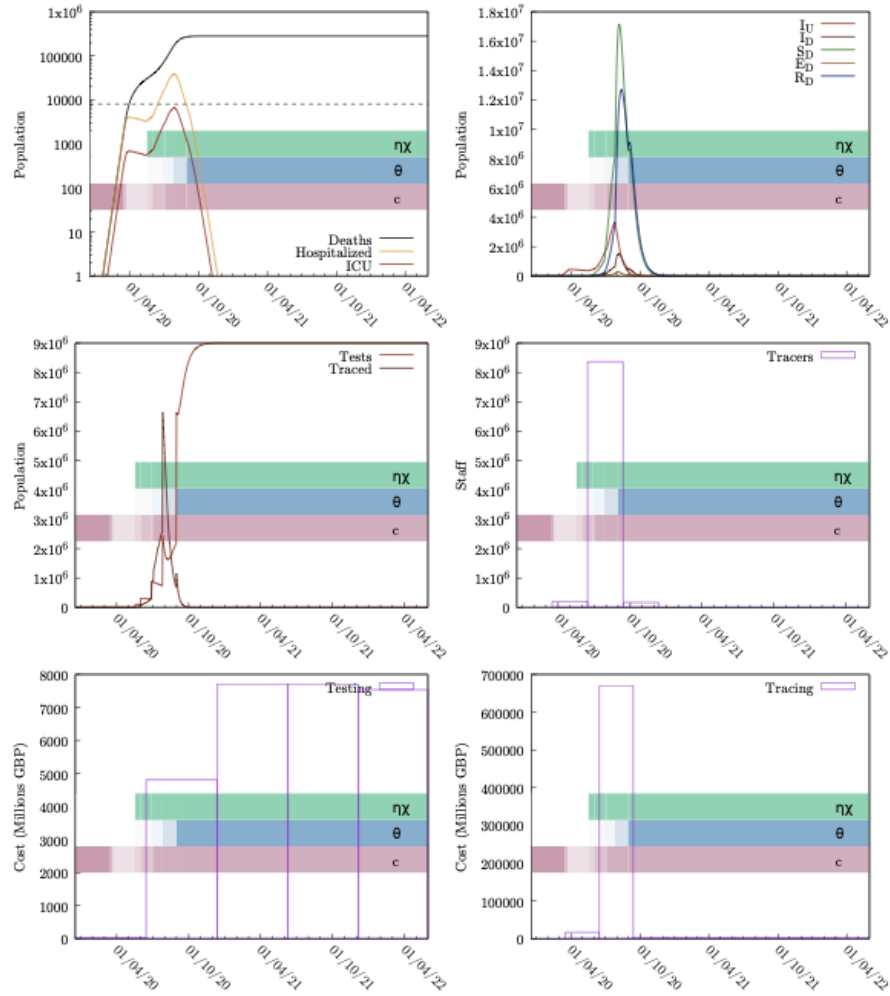 1x10^6
100000
10000
1000
100
10
1
Population
ηχ
θ
c
Deaths
Hospitalized
ICU
01/04/20
01/10/20
01/04/21
01/10/21
01/04/22
1.8x10^7
1.6x10^7
1.4x10^7
1.2x10^7
1x10^7
8x10^6
6x10^6
4x10^6
2x10^6
0
Population
I_U
I_D
S_D
E_D
R_D
ηχ
θ
c
01/04/20
01/10/20
01/04/21
01/10/21
01/04/22
9x10^6
8x10^6
7x10^6
6x10^6
5x10^6
4x10^6
3x10^6
2x10^6
1x10^6
0
Population
Tests
Traced
ηχ
θ
c
01/04/20
01/10/20
01/04/21
01/10/21
01/04/22
9x10^6
8x10^6
7x10^6
6x10^6
5x10^6
4x10^6
3x10^6
2x10^6
1x10^6
0
Staff
Tracers
ηχ
θ
c
01/04/20
01/10/20
01/04/21
01/10/21
01/04/22
8000
7000
6000
5000
4000
3000
2000
1000
0
Cost (Millions GBP)
Testing
ηχ
θ
c
01/04/20
01/10/20
01/04/21
01/10/21
01/04/22
700000
600000
500000
400000
300000
200000
100000
0
Cost (Millions GBP)
Tracing
ηχ
θ
c
01/04/20
01/10/20
01/04/21
01/10/21
01/04/22